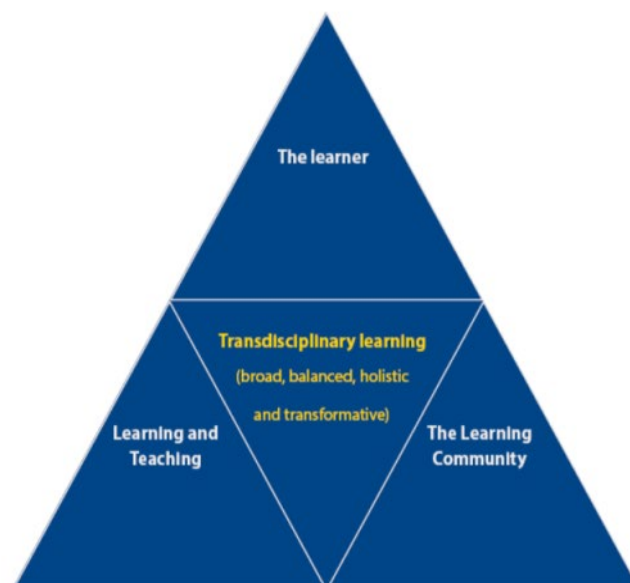 The learner
Transdisciplinary learning
(broad, balanced, holistic
and transformative)
Learning and
Teaching
The Learning
Community